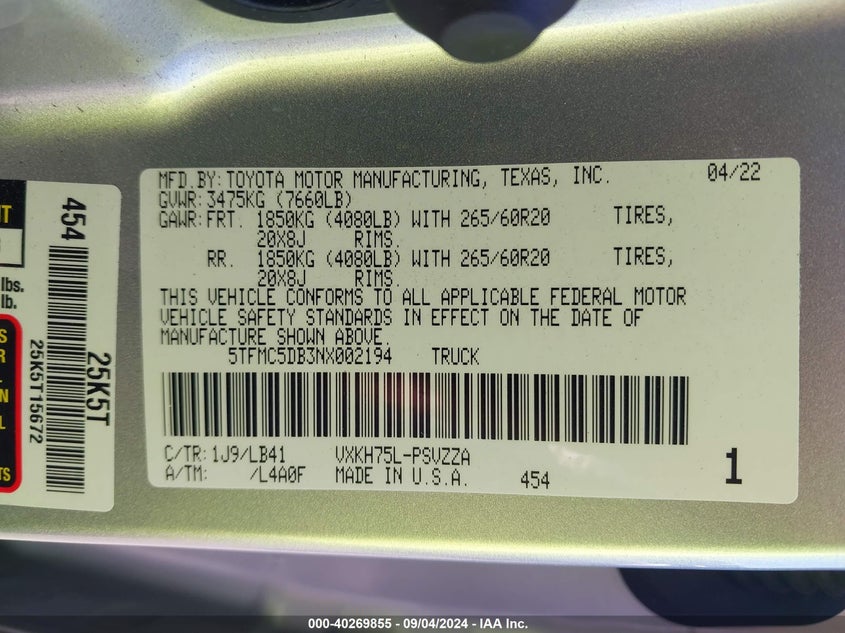 MFD.BY:TOYOTA MOTOR MANUFACTURING, TEXAS, INC. 04/22
GVWR:3475KG (7660LB)
GAWR:FRT. 1850KG (4080LB) WITH 265/60R20 TIRES,
20X8J RIMS.
RR. 1850KG (4080LB) WITH 265/60R20 TIRES,
20X8J RIMS.
THIS VEHICLE CONFORMS TO ALL APPLICABLE FEDERAL MOTOR
VEHICLE SAFETY STANDARDS IN EFFECT ON THE DATE OF
MANUFACTURE SHOWN ABOVE.
5TFMC5DB3NX002194 TRUCK
C/TR:1J9/LB41 VXKH75L-PSVZZA
A/TM: /L4A0F MADE IN U.S.A. 454 1
454
25K5T15672
25K5T
lbs.
lb.
000-40269855 - 09/04/2024 - IAA Inc.